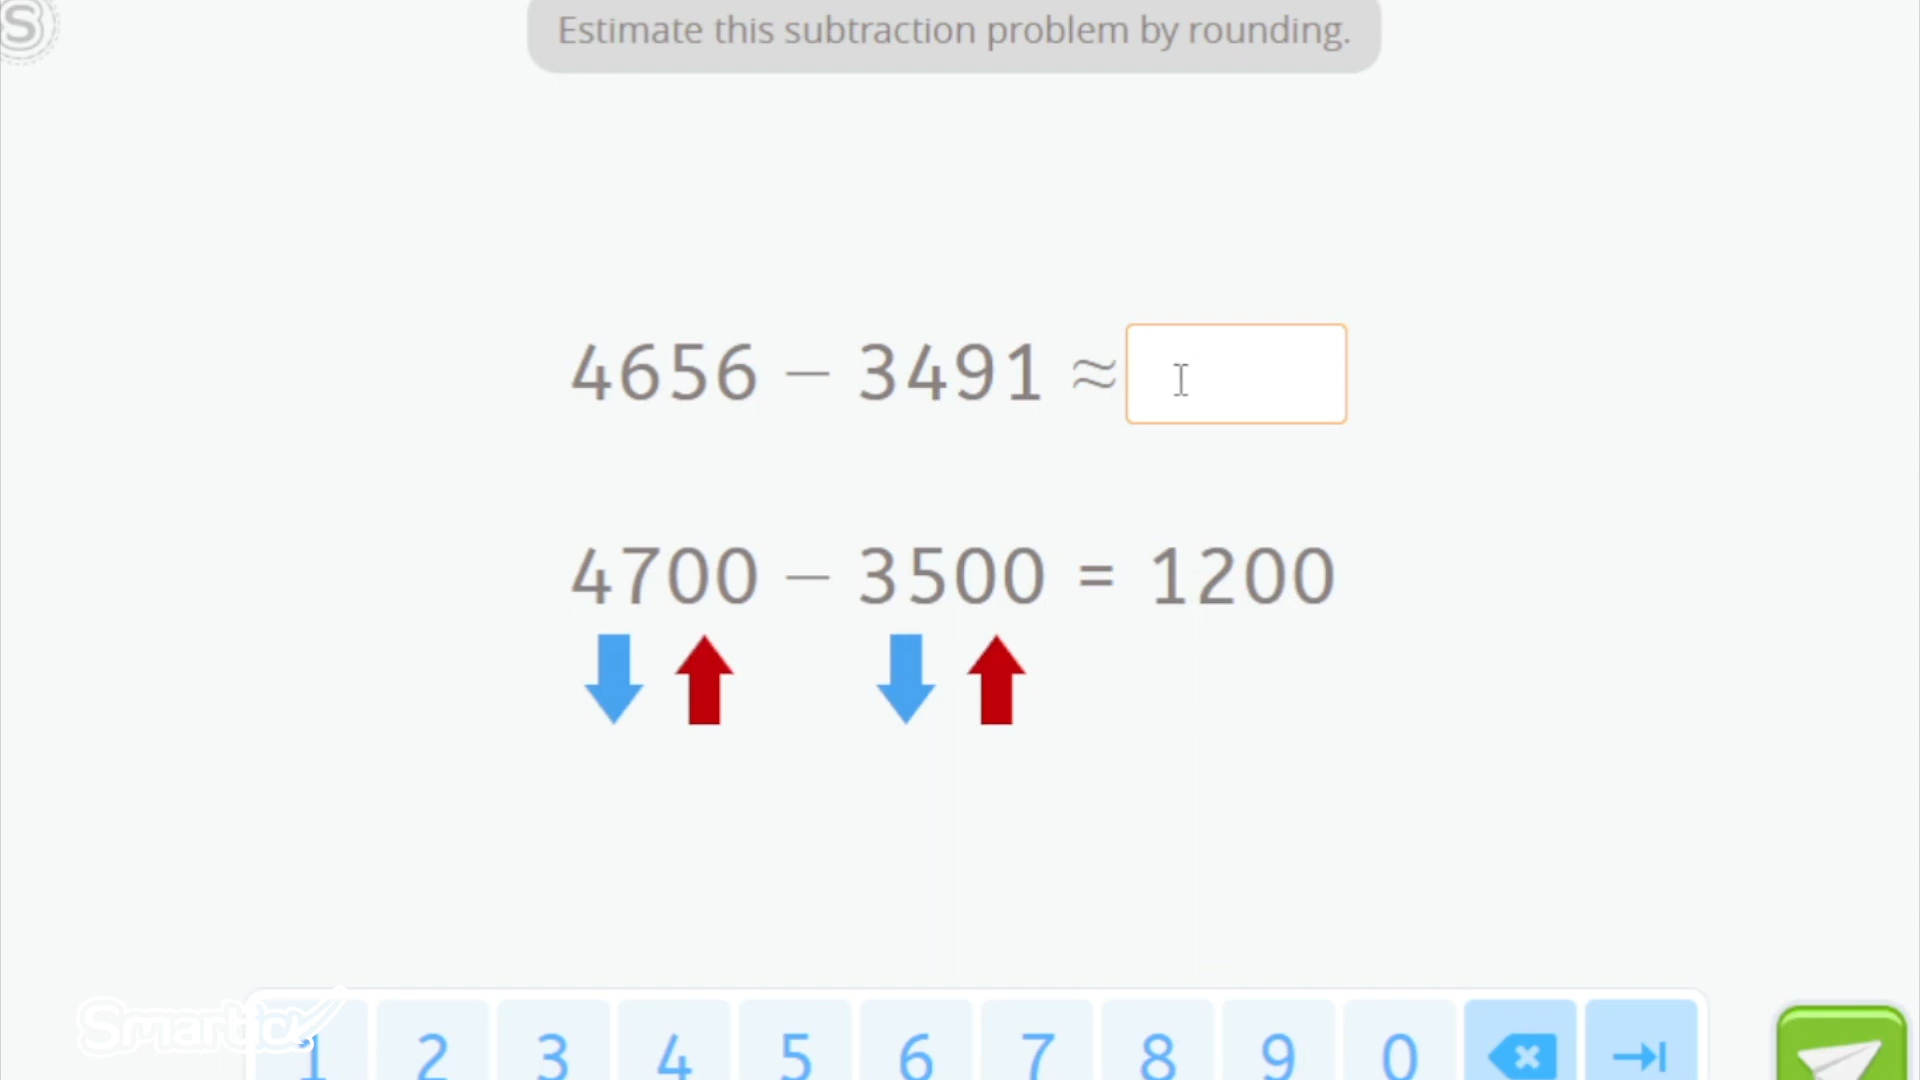 S
Estimate this subtraction problem by rounding.
4656 – 3491 ≈
4700 – 3500 = 1200
Smartick
1 2 3 4 5 6 7 8 9 0